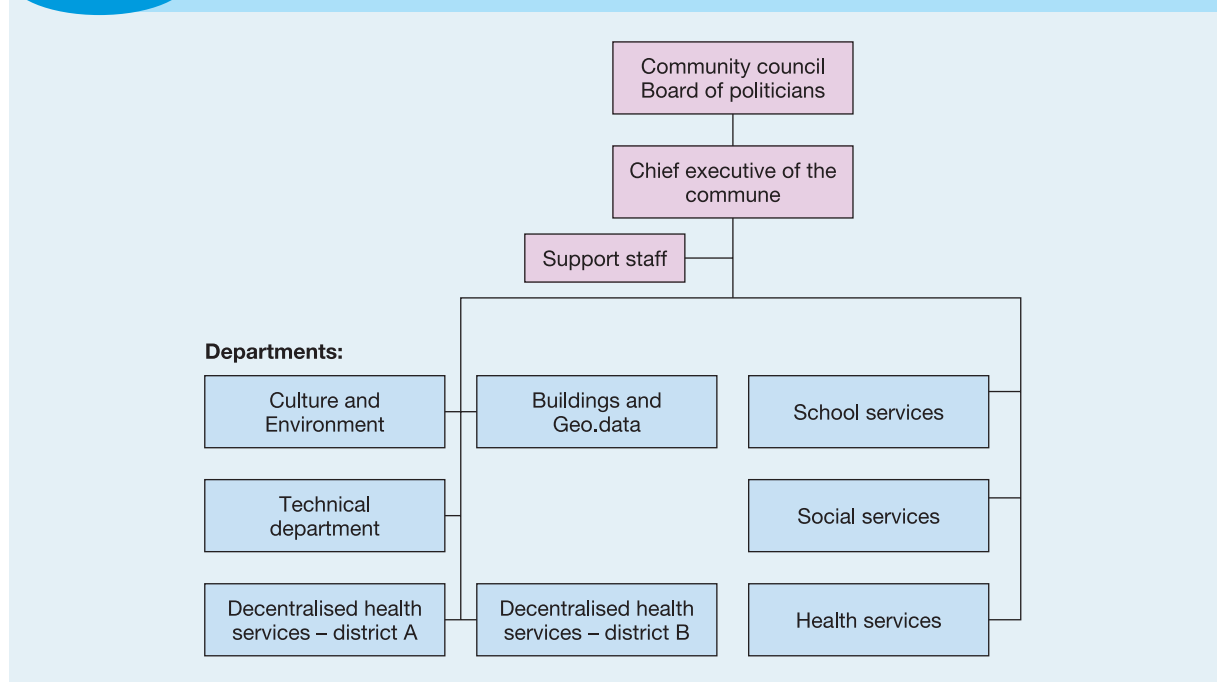 Community council
Board of politicians
Chief executive of the
commune
Support staff
Departments:
Culture and
Environment
Buildings and
Geo.data
School services
Technical
department
Social services
Decentralised health
services – district A
Decentralised health
services – district B
Health services